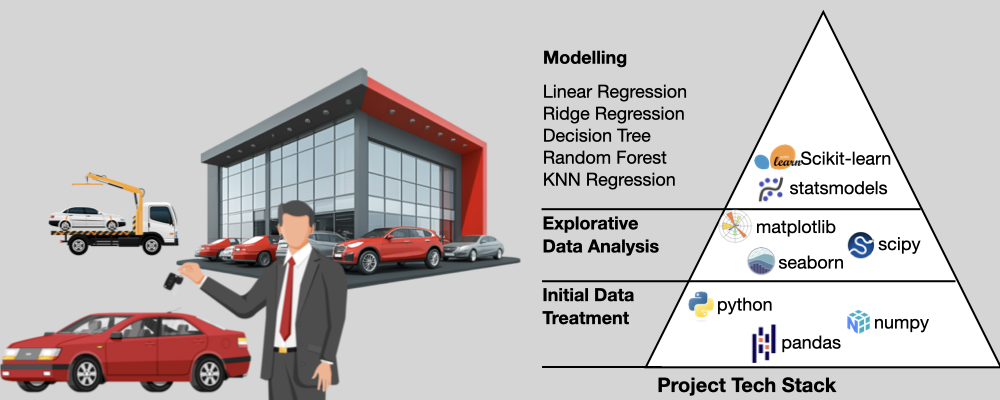 Modelling
Linear Regression
Ridge Regression
Decision Tree
Random Forest
KNN Regression
learn Scikit-learn
statsmodels
Explorative
Data Analysis
matplotlib
scipy
seaborn
Initial Data
Treatment
python
numpy
pandas
Project Tech Stack